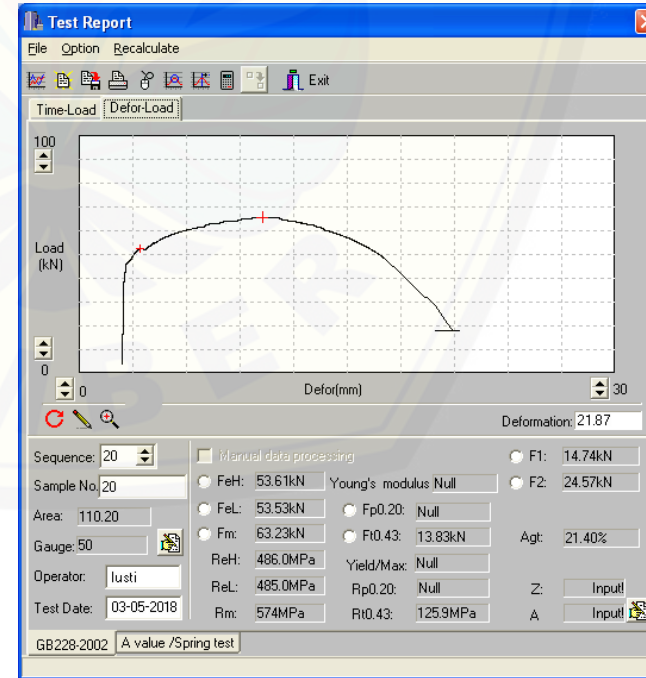 Test Report
File Option Recalculate
Exit
Time-Load Defor-Load
100
Load
(kN)
0
0 Defor(mm) 30
Deformation: 21.87
Sequence: 20 Manual data processing F1: 14.74kN
Sample No. 20 FeH: 53.61kN Young's modulus Null F2: 24.57kN
Area: 110.20 FeL: 53.53kN Fp0.20: Null
Gauge: 50 Fm: 63.23kN Ft0.43: 13.83kN Agt: 21.40%
ReH: 486.0MPa Yield/Max: Null
Operator: lusti ReL: 485.0MPa Rp0.20: Null Z: Input!
Test Date: 03-05-2018 Rm: 574MPa Rt0.43: 125.9MPa A Input!
GB228-2002 A value /Spring test